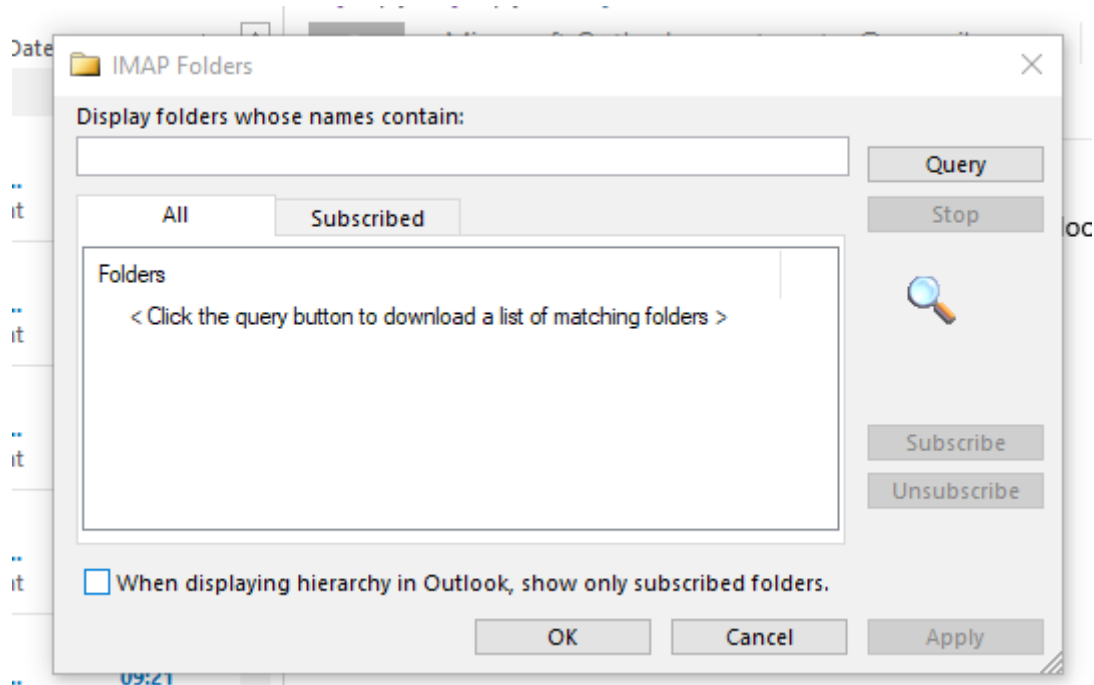 Date
IMAP Folders
Display folders whose names contain:
Query
All
Subscribed
Stop
Folders
< Click the query button to download a list of matching folders >
Subscribe
Unsubscribe
When displaying hierarchy in Outlook, show only subscribed folders.
OK
Cancel
Apply
09:21